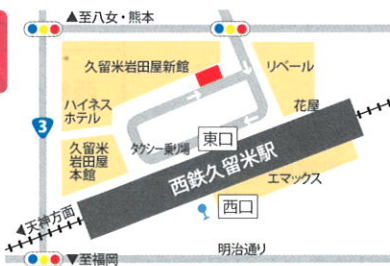 ▲至八女・熊本
久留米岩田屋新館
リベール
ハイネス
ホテル
花屋
3
久留米
岩田屋
本館
タクシー乗り場
東口
西鉄久留米駅
エマックス
西口
◀天神方面
明治通り
▼至福岡